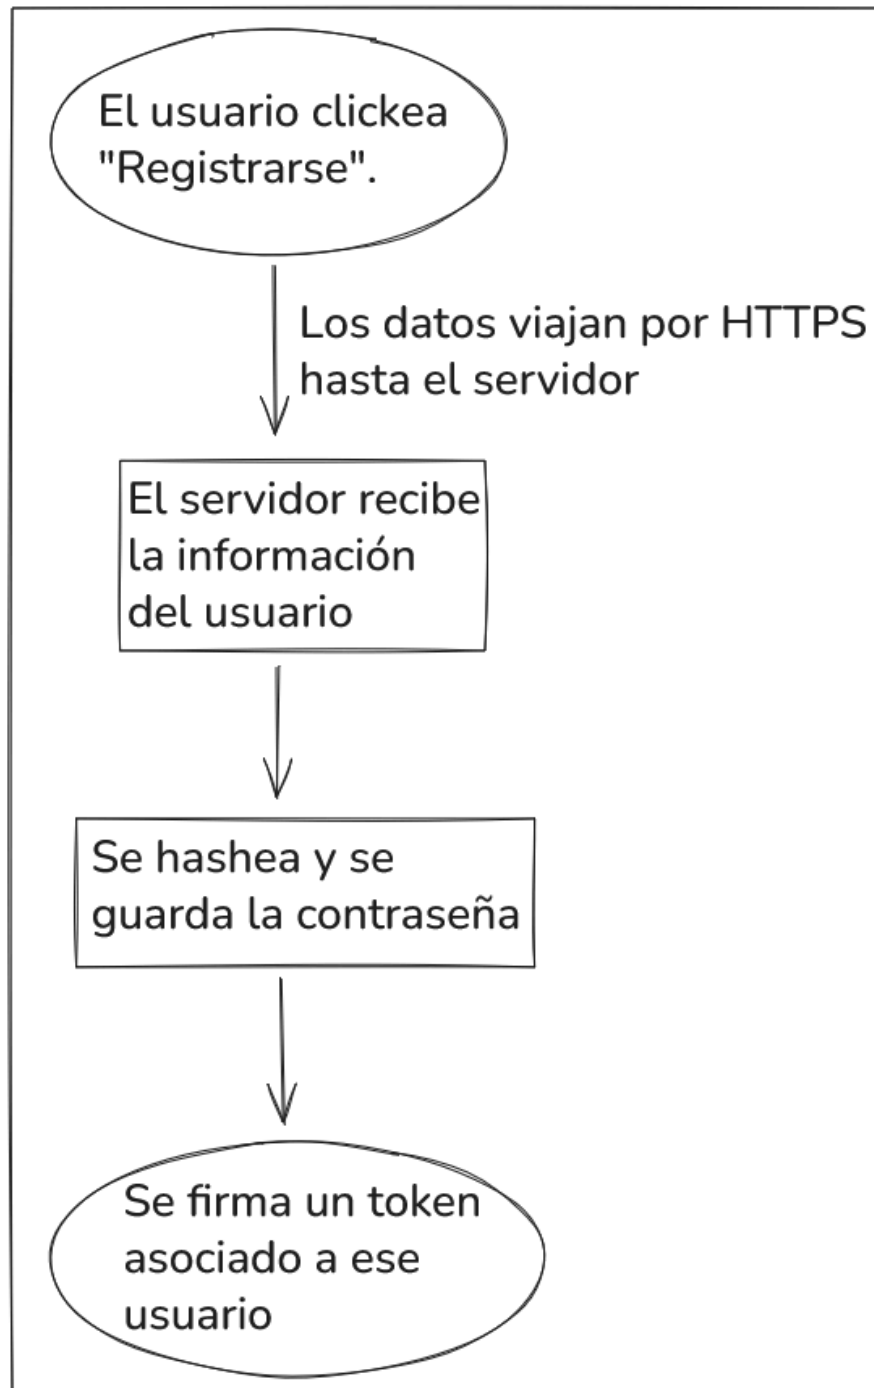 El usuario clickea
"Registrarse".
Los datos viajan por HTTPS
hasta el servidor
El servidor recibe
la información
del usuario
Se hashea y se
guarda la contraseña
Se firma un token
asociado a ese
usuario